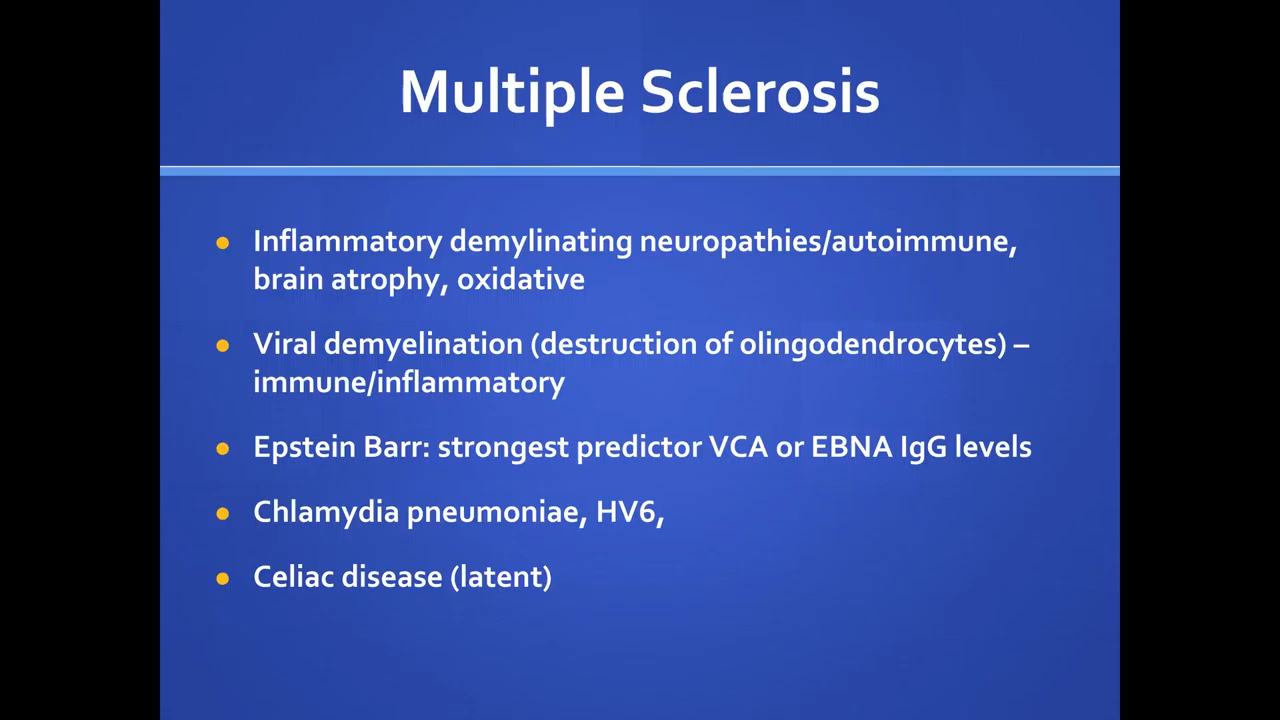 Multiple Sclerosis
Inflammatory demylinating neuropathies/autoimmune,
brain atrophy, oxidative
Viral demyelination (destruction of olingodendrocytes) –
immune/inflammatory
Epstein Barr: strongest predictor VCA or EBNA IgG levels
Chlamydia pneumoniae, HV6,
Celiac disease (latent)